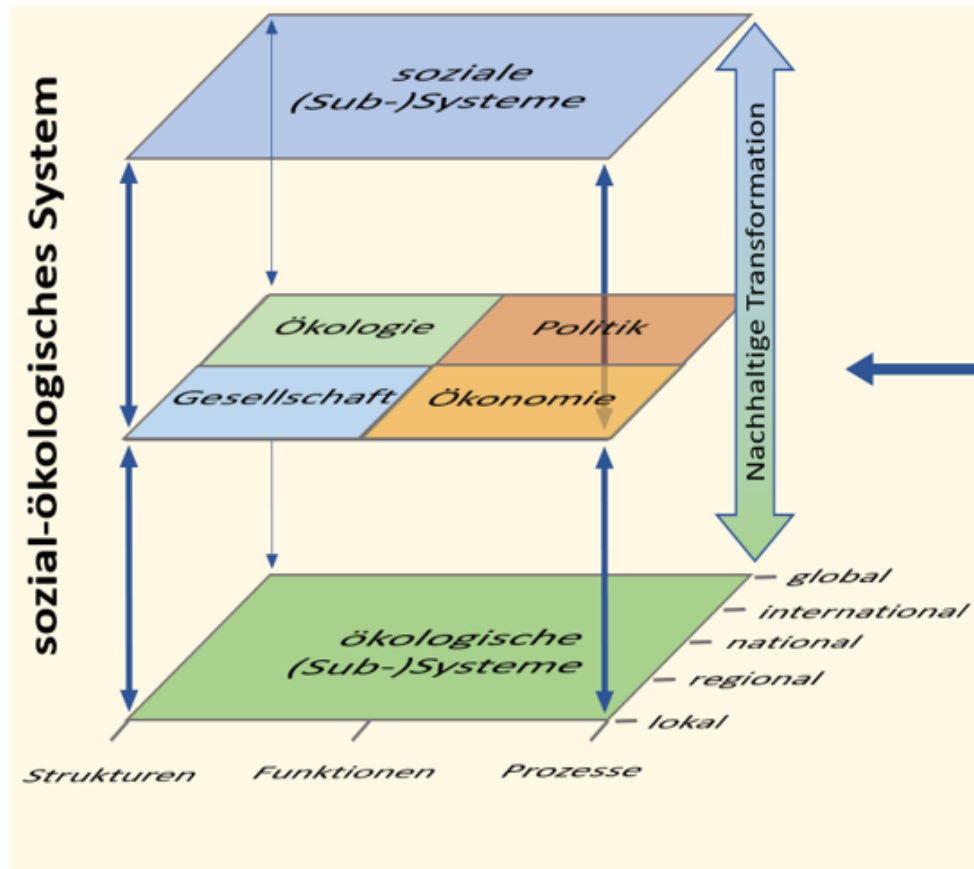 sozial-ökologisches System
soziale
(Sub-)Systeme
Nachhaltige Transformation
Ökologie
Politik
Gesellschaft
Ökonomie
ökologische
(Sub-)Systeme
global
international
national
regional
lokal
Strukturen
Funktionen
Prozesse